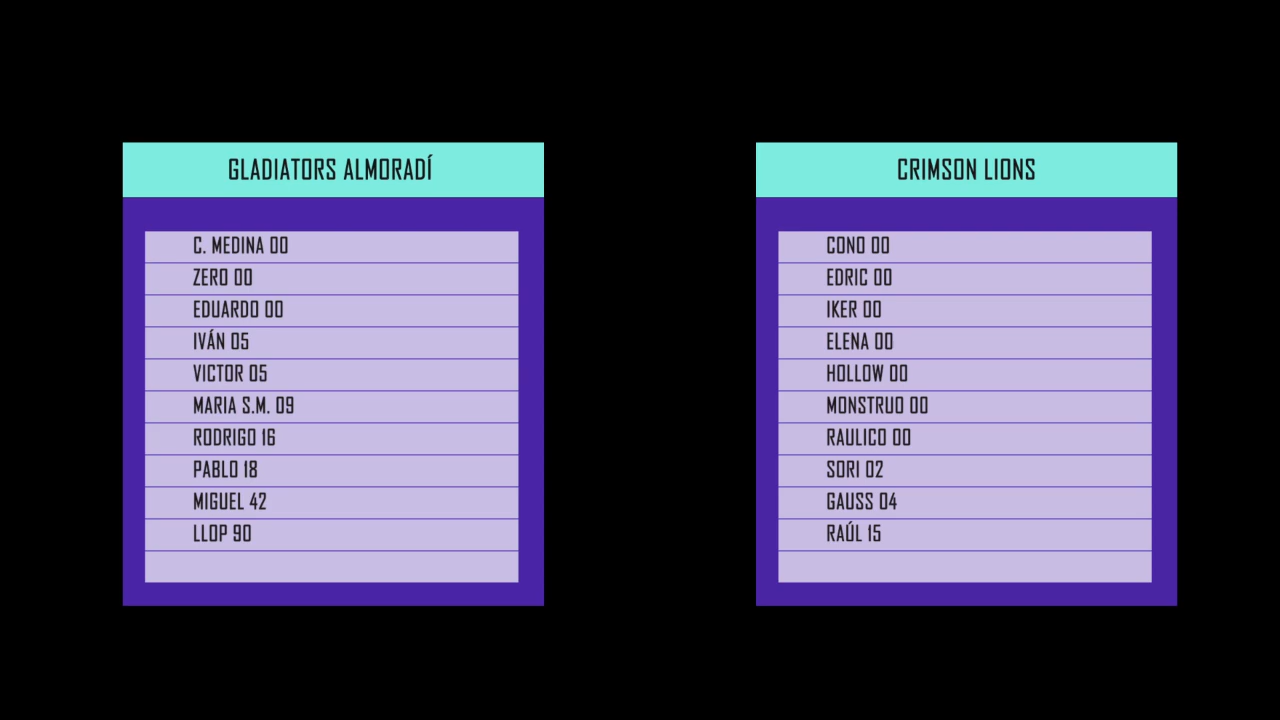 GLADIATORS ALMORADÍ
C. MEDINA 00
ZERO 00
EDUARDO 00
IVÁN 05
VICTOR 05
MARIA S.M. 09
RODRIGO 16
PABLO 18
MIGUEL 42
LLOP 90
CRIMSON LIONS
CONO 00
EDRIC 00
IKER 00
ELENA 00
HOLLOW 00
MONSTRUO 00
RAULICO 00
SORI 02
GAUSS 04
RAÚL 15